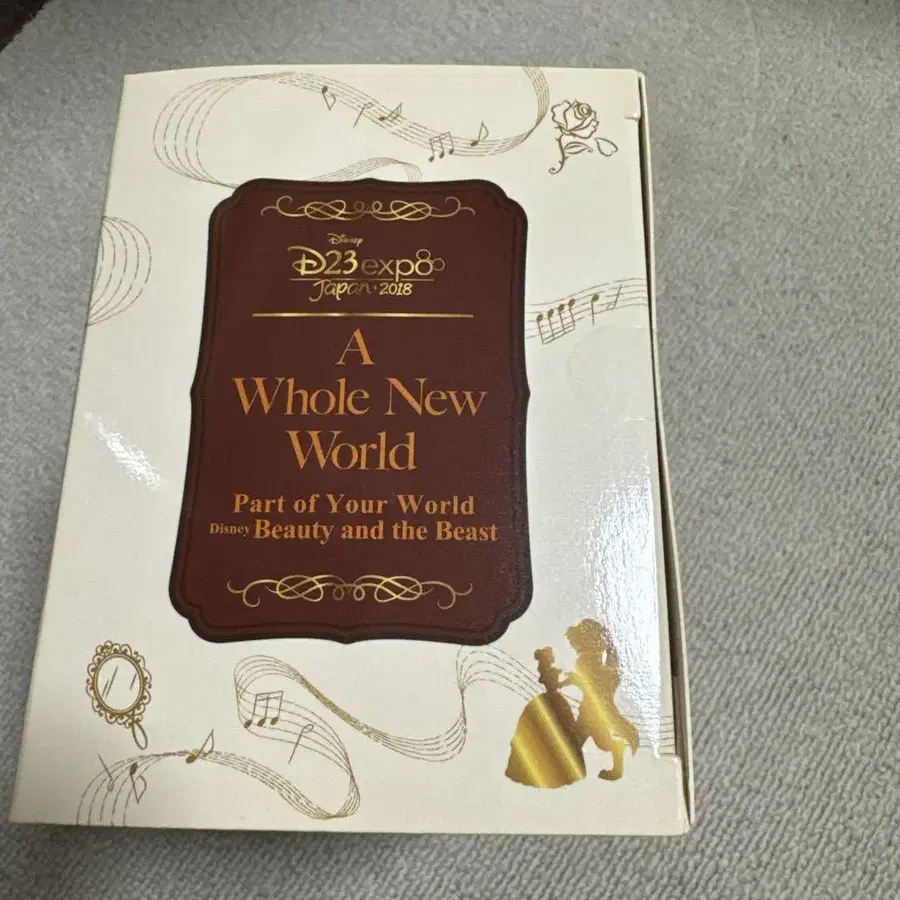 Disney
D23 expo
Japan • 2018
A
Whole New
World
Part of Your World
Disney Beauty and the Beast